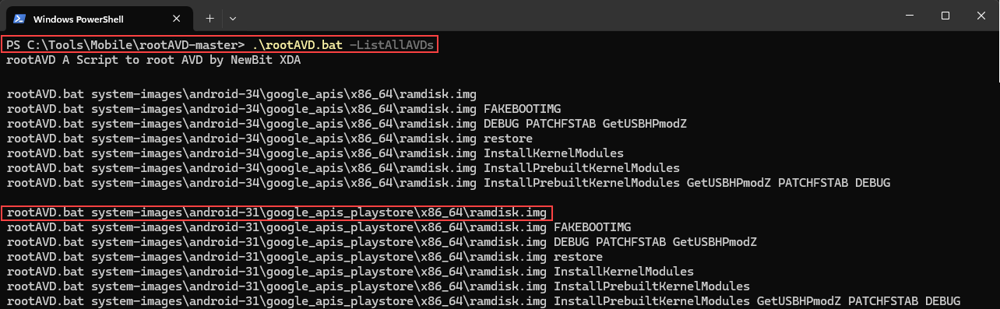 Windows PowerShell
PS C:\Tools\Mobile\rootAVD-master> .\rootAVD.bat -ListAllAVDs
rootAVD A Script to root AVD by NewBit XDA
rootAVD.bat system-images\android-34\google_apis\x86_64\ramdisk.img
rootAVD.bat system-images\android-34\google_apis\x86_64\ramdisk.img FAKEBOOTIMG
rootAVD.bat system-images\android-34\google_apis\x86_64\ramdisk.img DEBUG PATCHFSTAB GetUSBHPmodZ
rootAVD.bat system-images\android-34\google_apis\x86_64\ramdisk.img restore
rootAVD.bat system-images\android-34\google_apis\x86_64\ramdisk.img InstallKernelModules
rootAVD.bat system-images\android-34\google_apis\x86_64\ramdisk.img InstallPrebuiltKernelModules
rootAVD.bat system-images\android-34\google_apis\x86_64\ramdisk.img InstallPrebuiltKernelModules GetUSBHPmodZ PATCHFSTAB DEBUG
rootAVD.bat system-images\android-31\google_apis_playstore\x86_64\ramdisk.img
rootAVD.bat system-images\android-31\google_apis_playstore\x86_64\ramdisk.img FAKEBOOTIMG
rootAVD.bat system-images\android-31\google_apis_playstore\x86_64\ramdisk.img DEBUG PATCHFSTAB GetUSBHPmodZ
rootAVD.bat system-images\android-31\google_apis_playstore\x86_64\ramdisk.img restore
rootAVD.bat system-images\android-31\google_apis_playstore\x86_64\ramdisk.img InstallKernelModules
rootAVD.bat system-images\android-31\google_apis_playstore\x86_64\ramdisk.img InstallPrebuiltKernelModules
rootAVD.bat system-images\android-31\google_apis_playstore\x86_64\ramdisk.img InstallPrebuiltKernelModules GetUSBHPmodZ PATCHFSTAB DEBUG